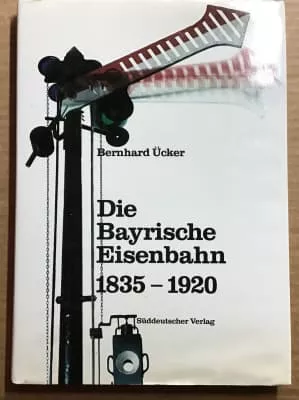 Bernhard Ücker
Die
Bayrische
Eisenbahn
1835 – 1920
Süddeutscher Verlag